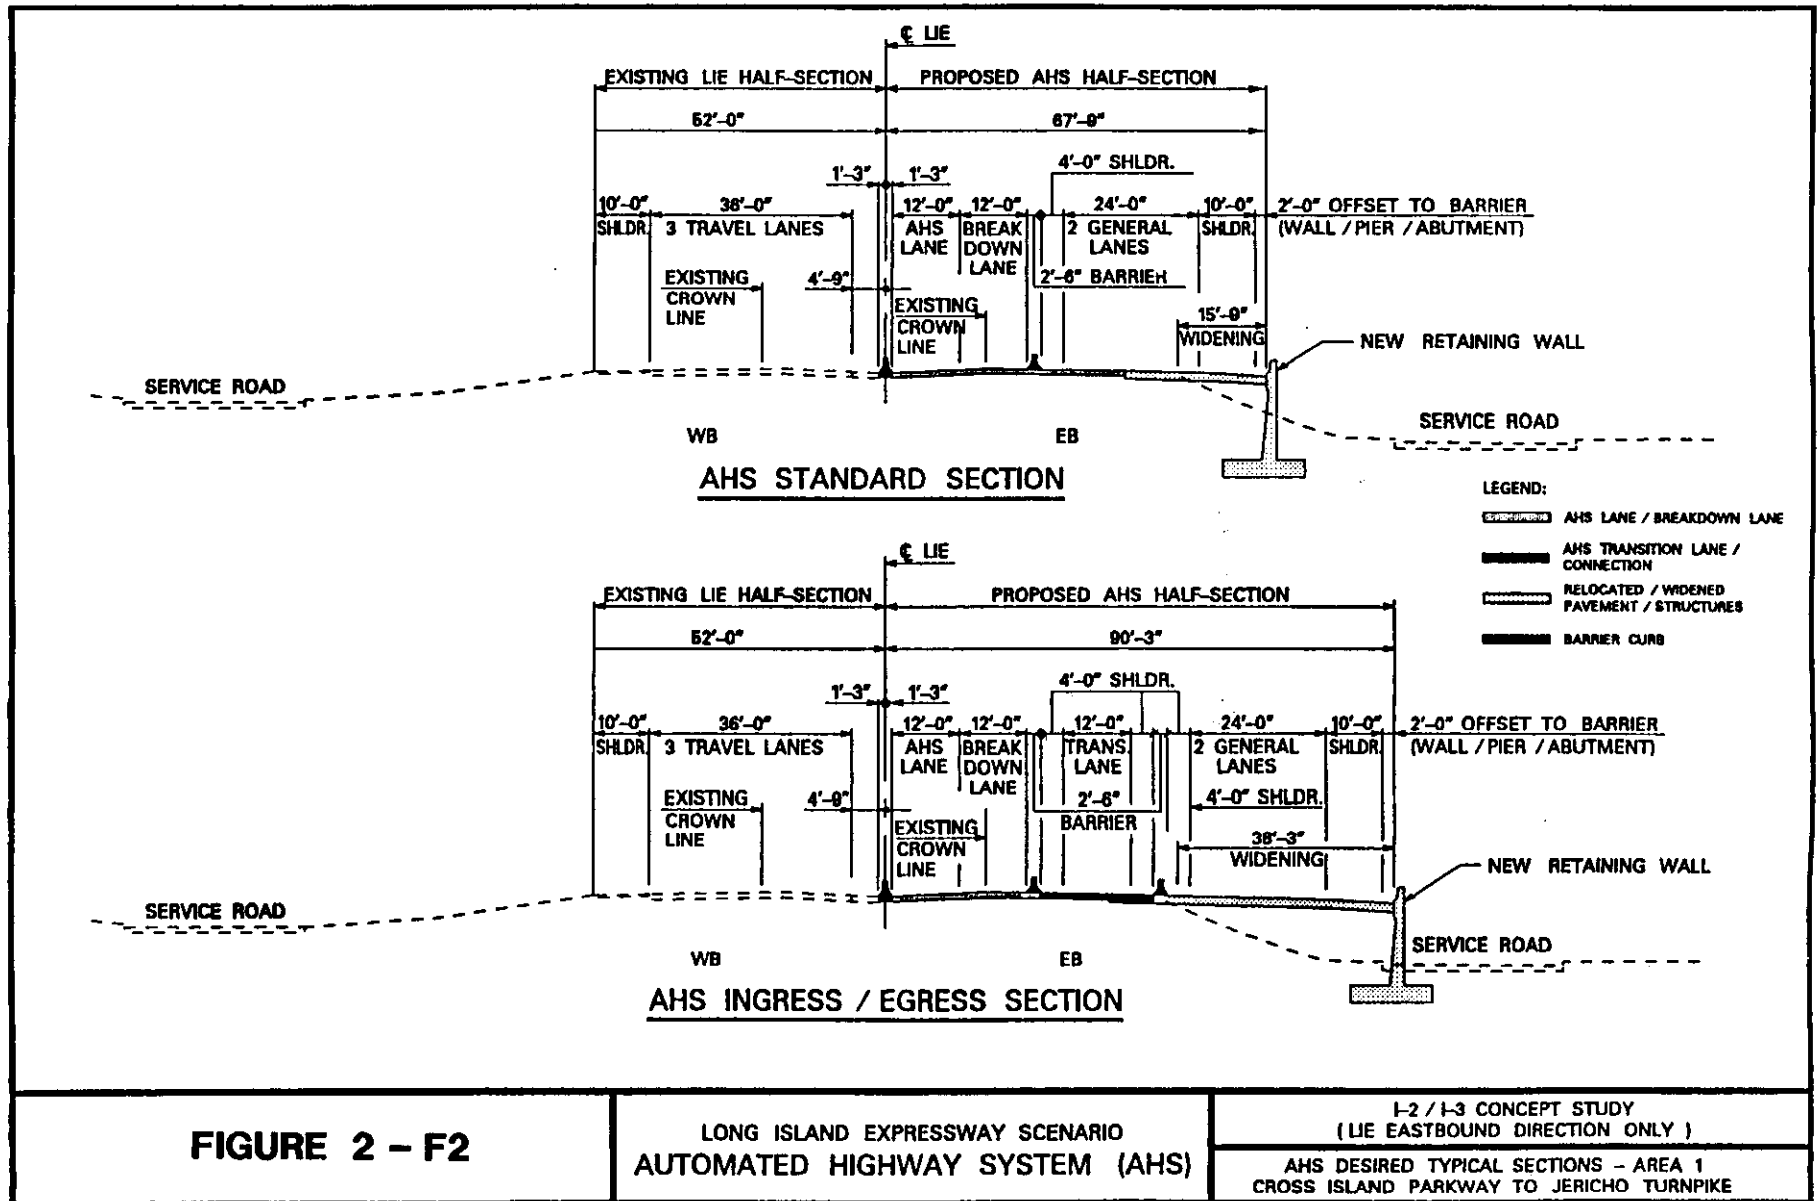 ℄ LIE
EXISTING LIE HALF-SECTION
PROPOSED AHS HALF-SECTION
52'-0"
67'-9"
4'-0" SHLDR.
1'-3"
1'-3"
10'-0"
SHLDR.
36'-0"
3 TRAVEL LANES
12'-0"
AHS
LANE
12'-0"
BREAK
DOWN
LANE
24'-0"
2 GENERAL
LANES
10'-0"
SHLDR.
2'-0" OFFSET TO BARRIER
(WALL / PIER / ABUTMENT)
EXISTING
CROWN
LINE
4'-9"
2'-6" BARRIER
EXISTING
CROWN
LINE
15'-9"
WIDENING
NEW RETAINING WALL
SERVICE ROAD
SERVICE ROAD
WB
EB
AHS STANDARD SECTION
LEGEND:
AHS LANE / BREAKDOWN LANE
AHS TRANSITION LANE /
CONNECTION
RELOCATED / WIDENED
PAVEMENT / STRUCTURES
BARRIER CURB
℄ LIE
EXISTING LIE HALF-SECTION
PROPOSED AHS HALF-SECTION
52'-0"
90'-3"
4'-0" SHLDR.
1'-3"
1'-3"
10'-0"
SHLDR.
36'-0"
3 TRAVEL LANES
12'-0"
AHS
LANE
12'-0"
BREAK
DOWN
LANE
12'-0"
TRANS.
LANE
24'-0"
2 GENERAL
LANES
10'-0"
SHLDR.
2'-0" OFFSET TO BARRIER
(WALL / PIER / ABUTMENT)
EXISTING
CROWN
LINE
4'-9"
2'-6"
BARRIER
4'-0" SHLDR.
EXISTING
CROWN
LINE
38'-3"
WIDENING
NEW RETAINING WALL
SERVICE ROAD
SERVICE ROAD
WB
EB
AHS INGRESS / EGRESS SECTION
FIGURE 2 - F2
LONG ISLAND EXPRESSWAY SCENARIO
AUTOMATED HIGHWAY SYSTEM (AHS)
I-2 / I-3 CONCEPT STUDY
( LIE EASTBOUND DIRECTION ONLY )
AHS DESIRED TYPICAL SECTIONS - AREA 1
CROSS ISLAND PARKWAY TO JERICHO TURNPIKE